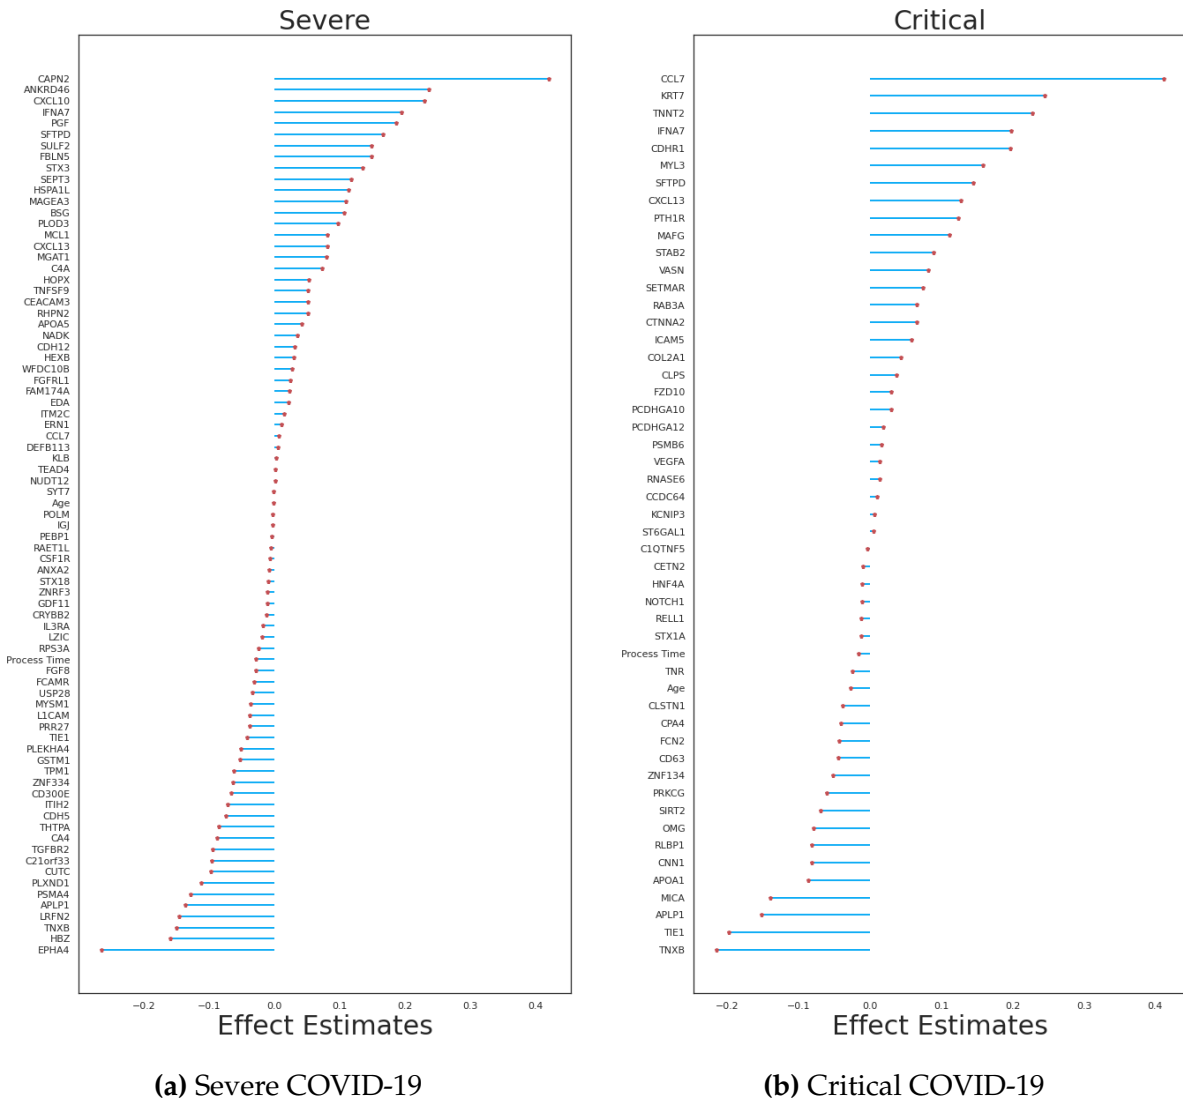 Severe
CAPN2
ANKRD46
CXCL10
IFNA7
PGF
SFTPD
SULF2
FBLN5
STX3
SEPT3
HSPA1L
MAGEA3
BSG
PLOD3
MCL1
CXCL13
MGAT1
C4A
HOPX
TNFSF9
CEACAM3
RHPN2
APOA5
NADK
CDH12
HEXB
WFDC10B
FGFRL1
FAM174A
EDA
ITM2C
ERN1
CCL7
DEFB113
KLB
TEAD4
NUDT12
SYT7
Age
POLM
IGJ
PEBP1
RAET1L
CSF1R
ANXA2
STX18
ZNRF3
GDF11
CRYBB2
IL3RA
LZIC
RPS3A
Process Time
FGF8
FCAMR
USP28
MYSM1
L1CAM
PRR27
TIE1
PLEKHA4
GSTM1
TPM1
ZNF334
CD300E
ITIH2
CDH5
THTPA
CA4
TGFBR2
C21orf33
CUTC
PLXND1
PSMA4
APLP1
LRFN2
TNXB
HBZ
EPHA4
−0.2 −0.1 0.0 0.1 0.2 0.3 0.4
Effect Estimates
(a) Severe COVID-19
Critical
CCL7
KRT7
TNNT2
IFNA7
CDHR1
MYL3
SFTPD
CXCL13
PTH1R
MAFG
STAB2
VASN
SETMAR
RAB3A
CTNNA2
ICAM5
COL2A1
CLPS
FZD10
PCDHGA10
PCDHGA12
PSMB6
VEGFA
RNASE6
CCDC64
KCNIP3
ST6GAL1
C1QTNF5
CETN2
HNF4A
NOTCH1
RELL1
STX1A
Process Time
TNR
Age
CLSTN1
CPA4
FCN2
CD63
ZNF134
PRKCG
SIRT2
OMG
RLBP1
CNN1
APOA1
MICA
APLP1
TIE1
TNXB
−0.2 −0.1 0.0 0.1 0.2 0.3 0.4
Effect Estimates
(b) Critical COVID-19